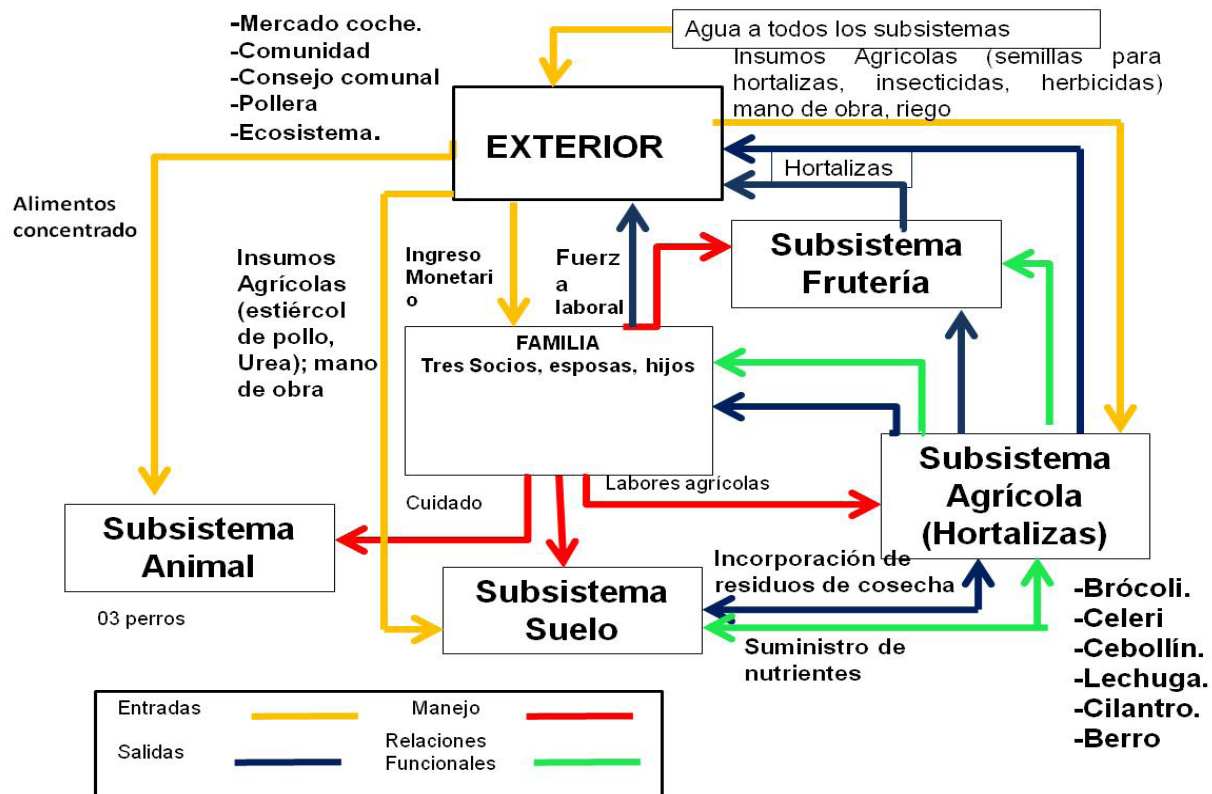 -Mercado coche.
-Comunidad
-Consejo comunal
-Pollera
-Ecosistema.
Agua a todos los subsistemas
Insumos Agrícolas (semillas para
hortalizas, insecticidas, herbicidas)
mano de obra, riego
EXTERIOR
Hortalizas
Alimentos
concentrado
Insumos
Agrícolas
(estiércol
de pollo,
Urea); mano
de obra
Ingreso
Monetari
o
Fuerz
a
laboral
Subsistema
Frutería
FAMILIA
Tres Socios, esposas, hijos
Subsistema
Agrícola
(Hortalizas)
Labores agrícolas
Cuidado
Subsistema
Animal
03 perros
Subsistema
Suelo
Incorporación de
residuos de cosecha
Suministro de
nutrientes
-Brócoli.
-Celeri
-Cebollín.
-Lechuga.
-Cilantro.
-Berro
Entradas
Manejo
Salidas
Relaciones
Funcionales